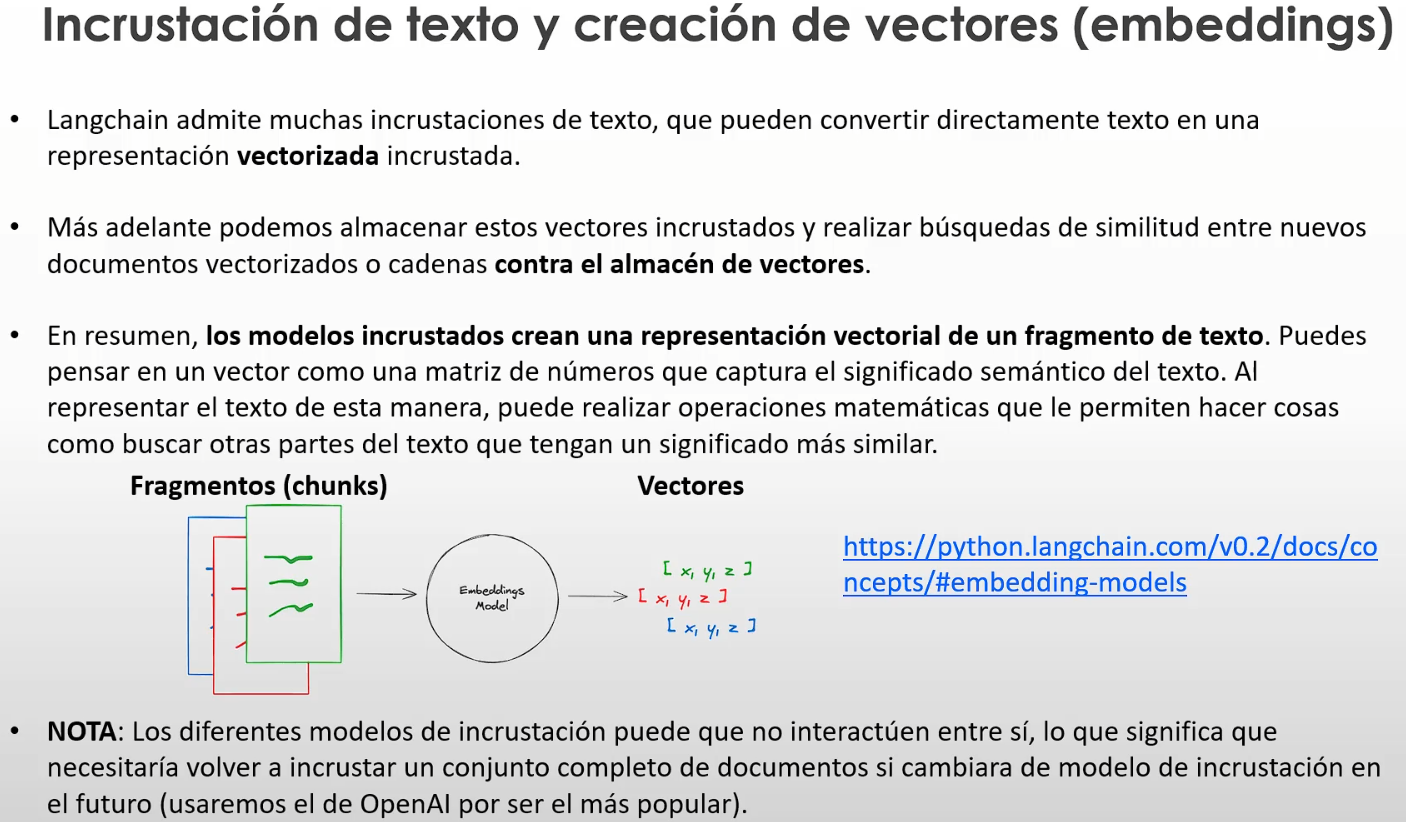 Incrustación de texto y creación de vectores (embeddings)
• Langchain admite muchas incrustaciones de texto, que pueden convertir directamente texto en una
representación vectorizada incrustada.
• Más adelante podemos almacenar estos vectores incrustados y realizar búsquedas de similitud entre nuevos
documentos vectorizados o cadenas contra el almacén de vectores.
• En resumen, los modelos incrustados crean una representación vectorial de un fragmento de texto. Puedes
pensar en un vector como una matriz de números que captura el significado semántico del texto. Al
representar el texto de esta manera, puede realizar operaciones matemáticas que le permiten hacer cosas
como buscar otras partes del texto que tengan un significado más similar.
Fragmentos (chunks)
Vectores
Embeddings
Model
[ x, y, z ]
[ x, y, z ]
[ x, y, z ]
https://python.langchain.com/v0.2/docs/co
ncepts/#embedding-models
• NOTA: Los diferentes modelos de incrustación puede que no interactúen entre sí, lo que significa que
necesitaría volver a incrustar un conjunto completo de documentos si cambiara de modelo de incrustación en
el futuro (usaremos el de OpenAI por ser el más popular).